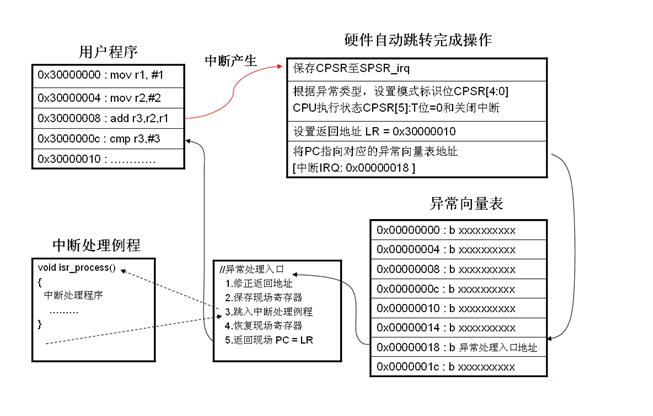 用户程序
0x30000000 : mov r1, #1
0x30000004 : mov r2,#2
0x30000008 : add r3,r2,r1
0x3000000c : cmp r3,#3
0x30000010 : …………
中断产生
硬件自动跳转完成操作
保存CPSR至SPSR_irq
根据异常类型，设置模式标识位CPSR[4:0]
CPU执行状态CPSR[5]:T位=0和关闭中断
设置返回地址 LR = 0x30000010
将PC指向对应的异常向量表地址
[中断IRQ: 0x00000018 ]
异常向量表
0x00000000 : b xxxxxxxxxx
0x00000004 : b xxxxxxxxxx
0x00000008 : b xxxxxxxxxx
0x0000000c : b xxxxxxxxxx
0x00000010 : b xxxxxxxxxx
0x00000014 : b xxxxxxxxxx
0x00000018 : b 异常处理入口地址
0x0000001c : b xxxxxxxxxx
中断处理例程
void isr_process()
{
中断处理程序
………
}
//异常处理入口
1.修正返回地址
2.保存现场寄存器
3.跳入中断处理例程
4.恢复现场寄存器
5.返回现场 PC = LR